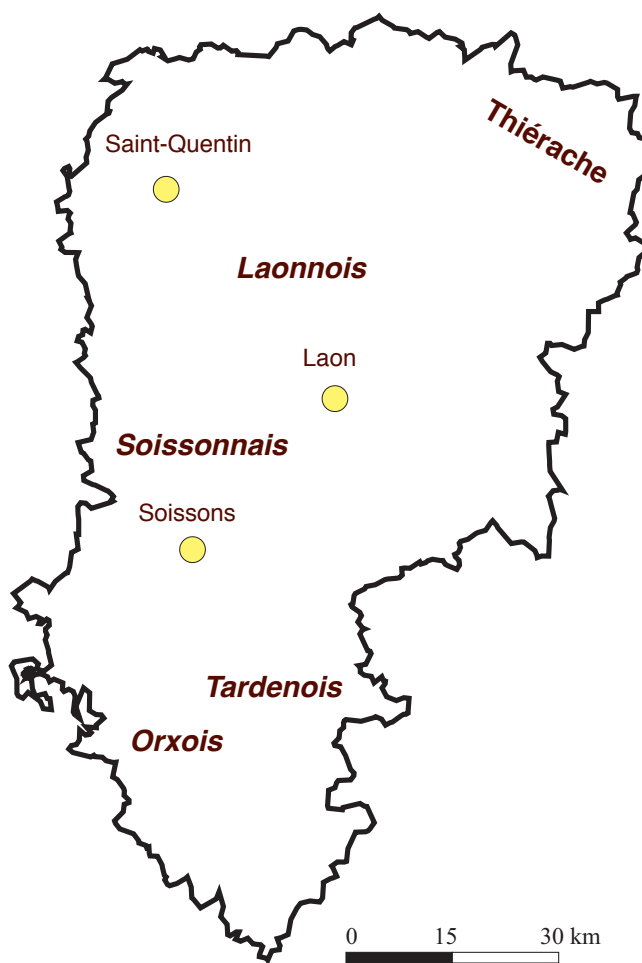 Thiérache
Saint-Quentin
Laonnois
Laon
Soissonnais
Soissons
Tardenois
Orxois
0 15 30 km